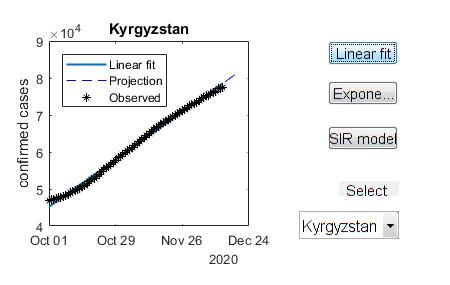 Kyrgyzstan
×10^4
9
8
7
6
5
4
confirmed cases
Linear fit
Projection
Observed
Oct 01
Oct 29
Nov 26
Dec 24
2020
Linear fit
Expone...
SIR model
Select
Kyrgyzstan